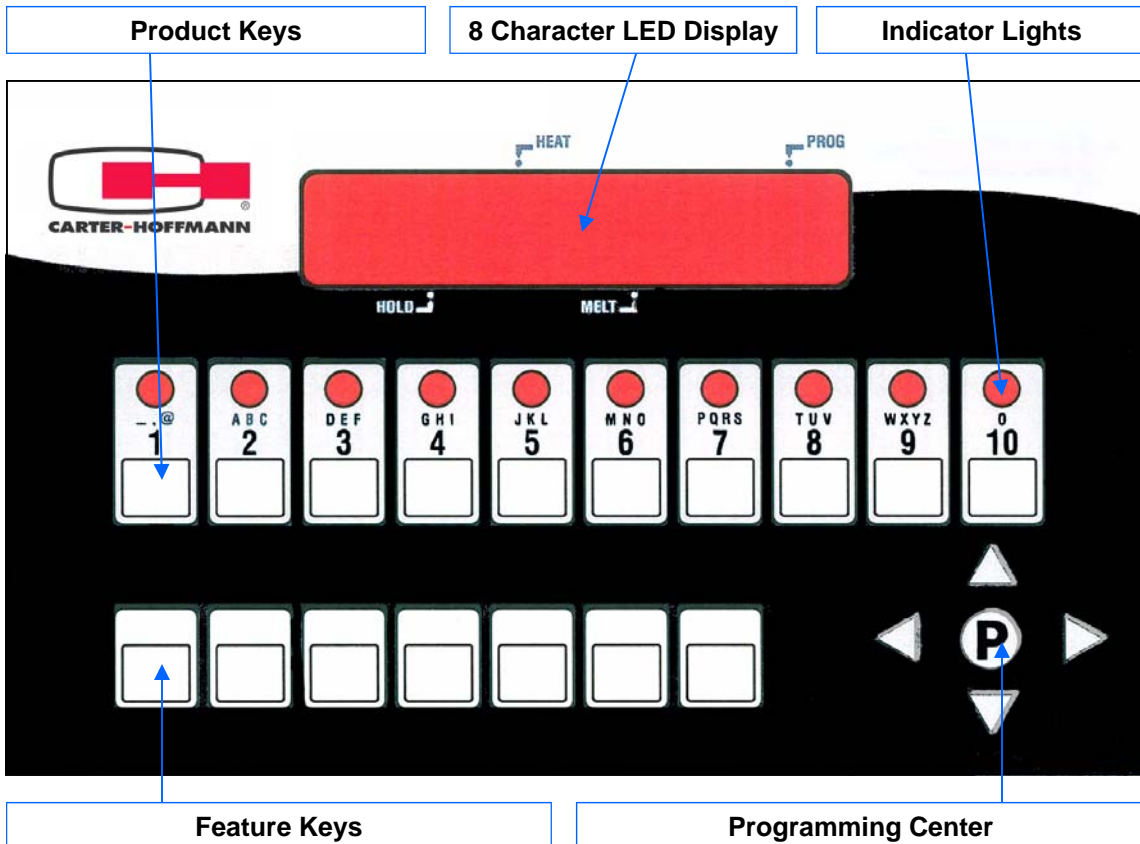 Product Keys
8 Character LED Display
Indicator Lights
HEAT
PROG
®
CARTER-HOFFMANN
HOLD
MELT
_ . @
ABC
DEF
GHI
JKL
MNO
PQRS
TUV
WXYZ
0
1
2
3
4
5
6
7
8
9
10
P
Feature Keys
Programming Center